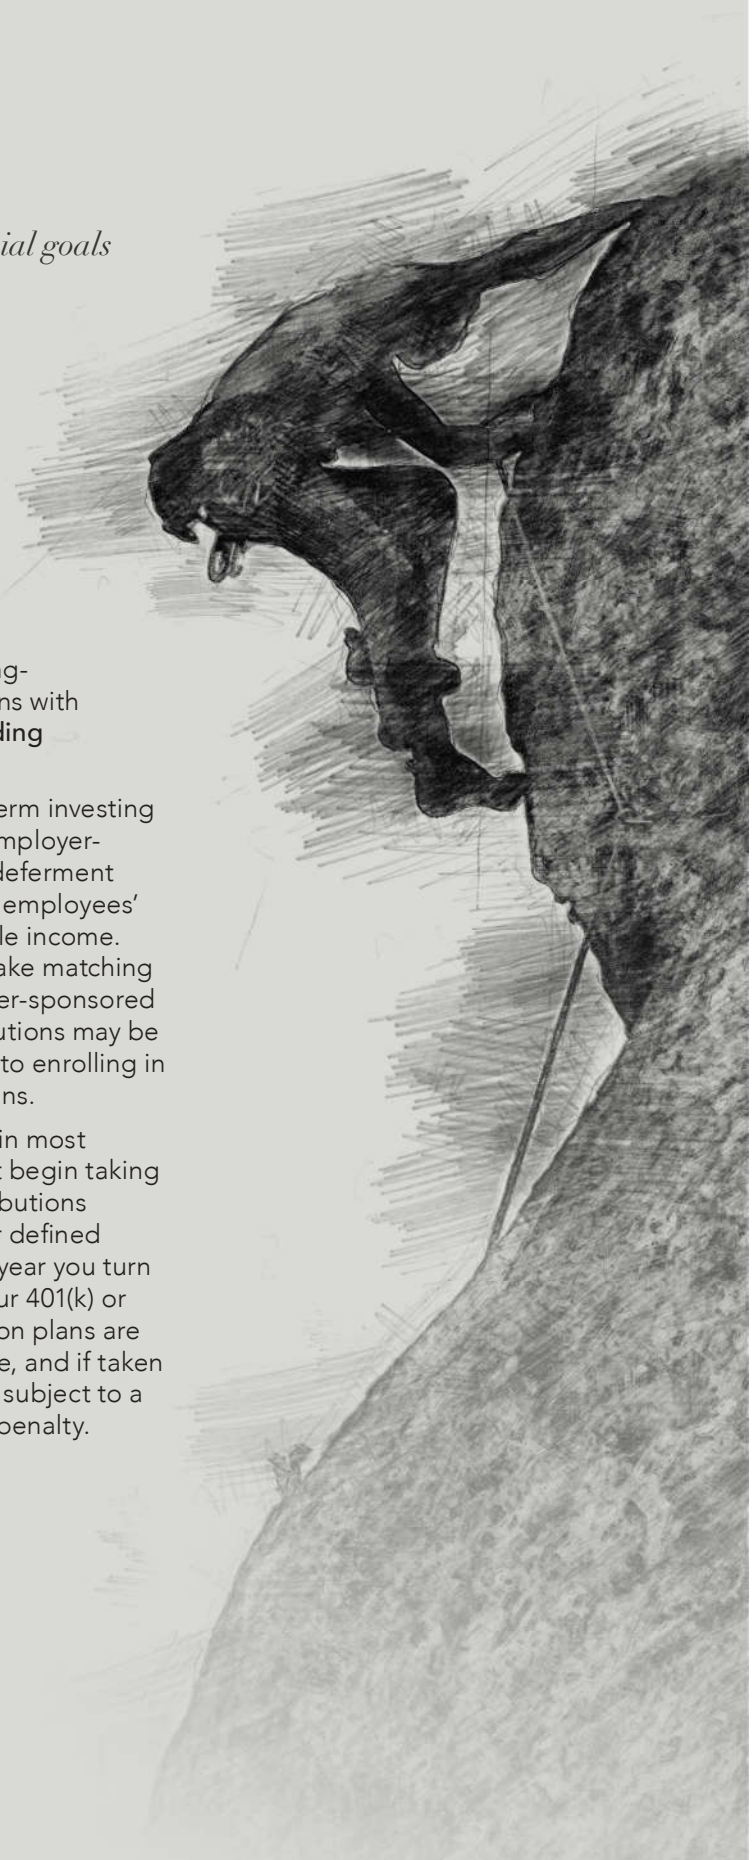 ial goals
ng-
ns with
ding
erm investing
mployer-
deferment
employees'
le income.
ake matching
er-sponsored
utions may be
to enrolling in
ns.
in most
t begin taking
butions
r defined
year you turn
ur 401(k) or
on plans are
e, and if taken
subject to a
penalty.